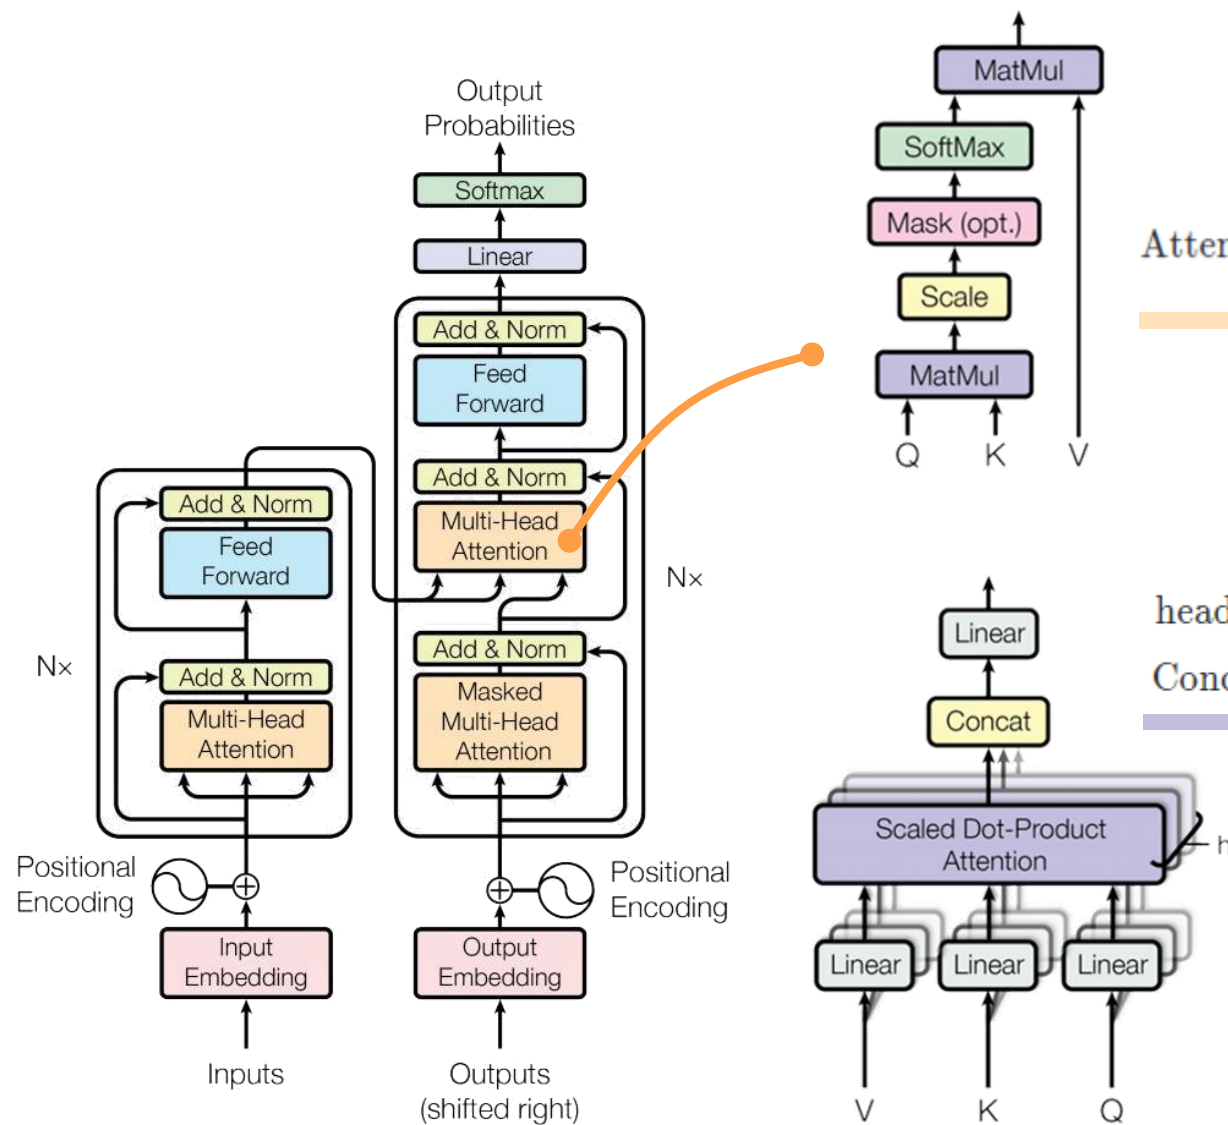 Output
Probabilities
Softmax
Linear
Add & Norm
Feed
Forward
Add & Norm
Multi-Head
Attention
Nx
Add & Norm
Masked
Multi-Head
Attention
Add & Norm
Feed
Forward
Nx
Add & Norm
Multi-Head
Attention
Positional
Encoding
Positional
Encoding
Input
Embedding
Output
Embedding
Inputs
Outputs
(shifted right)
MatMul
SoftMax
Mask (opt.)
Scale
MatMul
Q K V
Atter
Linear
Concat
Scaled Dot-Product
Attention
h
Linear Linear Linear
V K Q
head